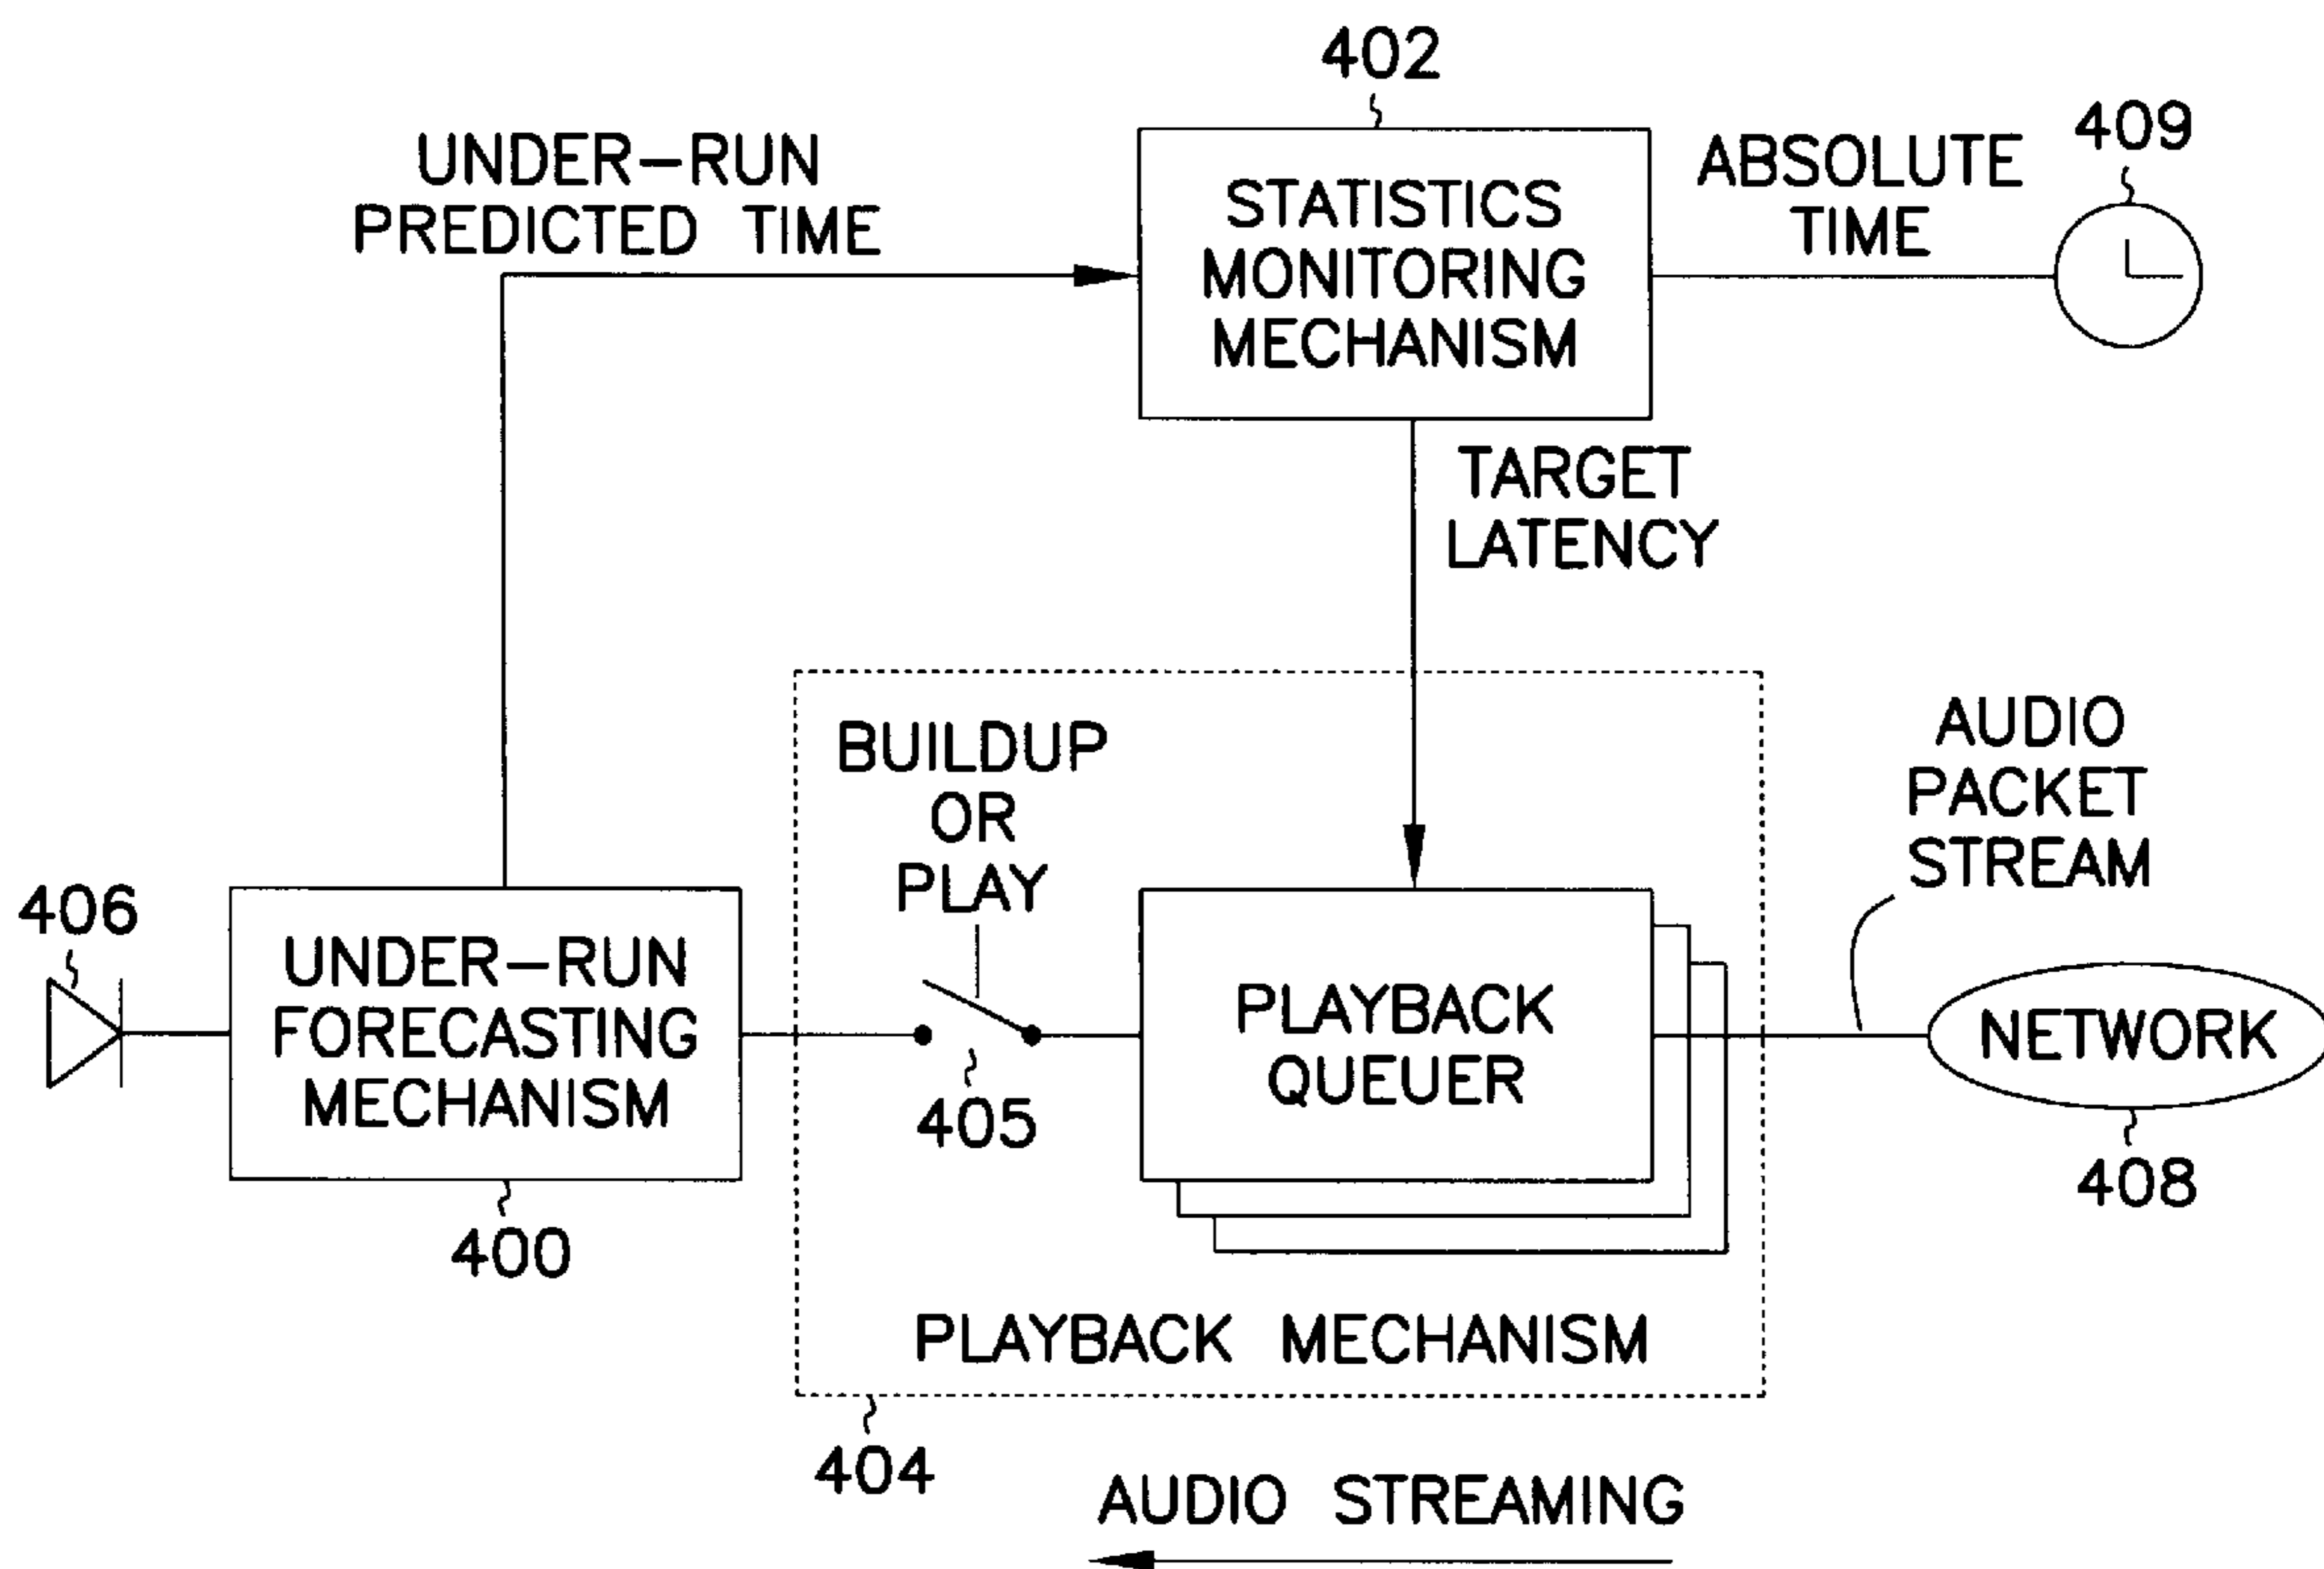 402
409
UNDER-RUN
PREDICTED TIME
STATISTICS
MONITORING
MECHANISM
ABSOLUTE
TIME
TARGET
LATENCY
BUILDUP
OR
PLAY
AUDIO
PACKET
STREAM
406
UNDER-RUN
FORECASTING
MECHANISM
400
405
PLAYBACK
QUEUER
NETWORK
408
PLAYBACK MECHANISM
404
AUDIO STREAMING